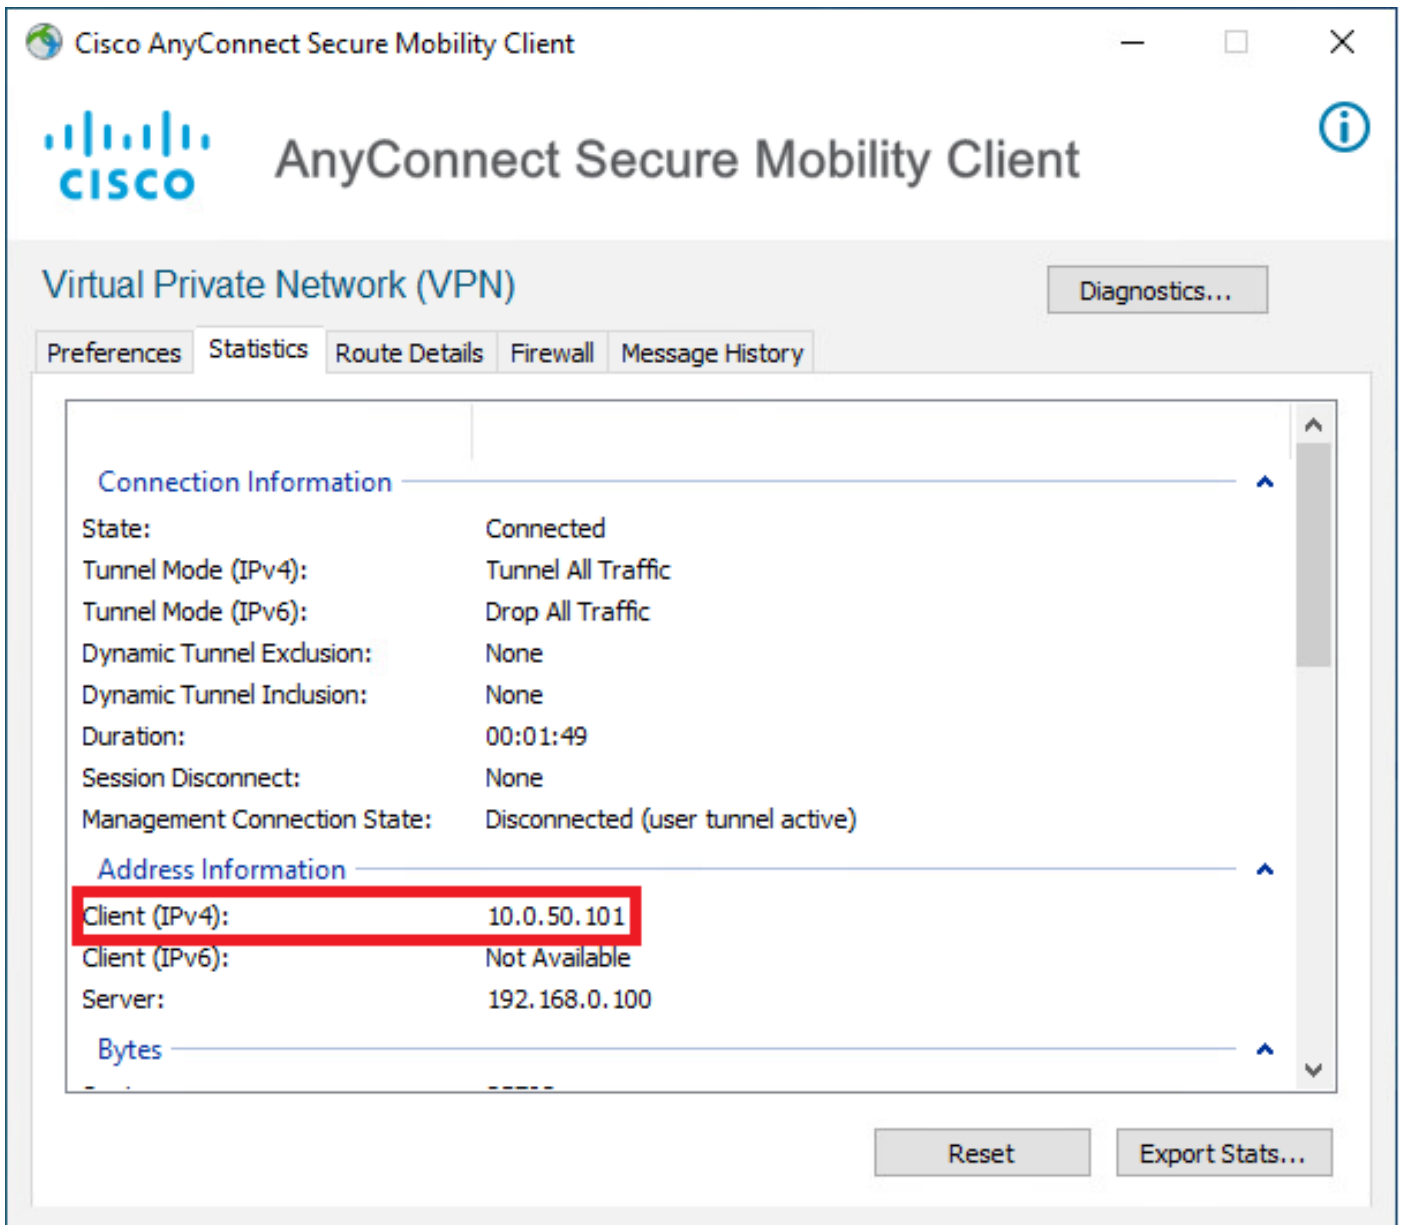 Cisco AnyConnect Secure Mobility Client
CISCO
AnyConnect Secure Mobility Client
Virtual Private Network (VPN)
Diagnostics...
Preferences Statistics Route Details Firewall Message History
Connection Information
State: Connected
Tunnel Mode (IPv4): Tunnel All Traffic
Tunnel Mode (IPv6): Drop All Traffic
Dynamic Tunnel Exclusion: None
Dynamic Tunnel Inclusion: None
Duration: 00:01:49
Session Disconnect: None
Management Connection State: Disconnected (user tunnel active)
Address Information
Client (IPv4): 10.0.50.101
Client (IPv6): Not Available
Server: 192.168.0.100
Bytes
Reset Export Stats...